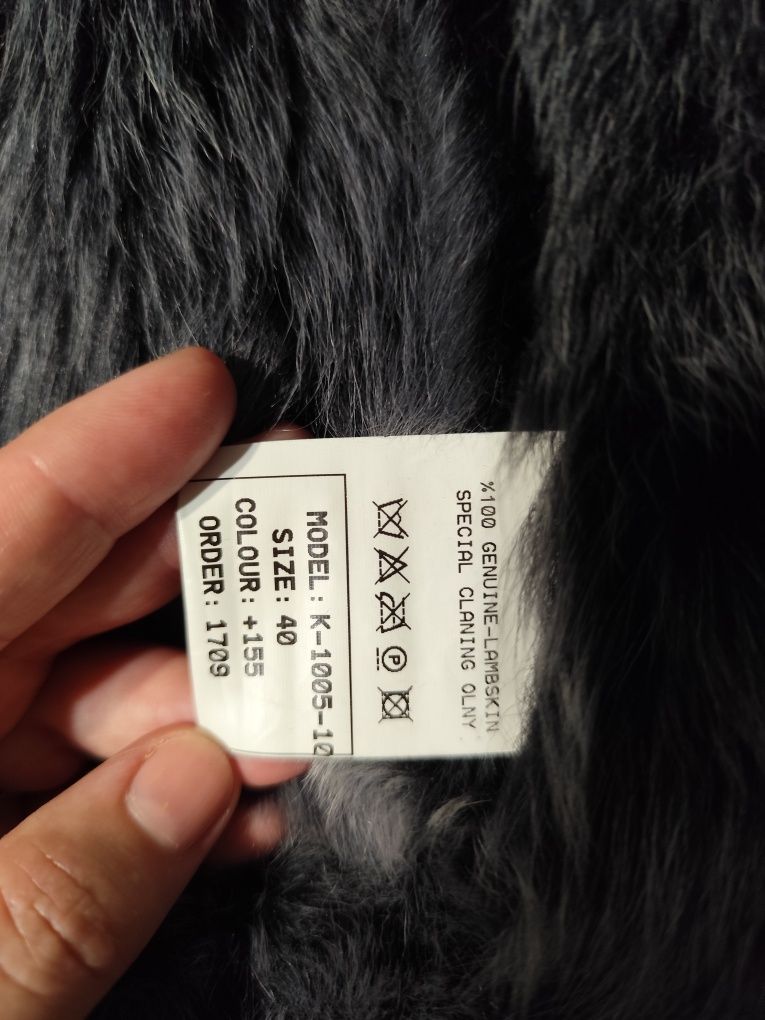 %100 GENUINE-LAMBSKIN
SPECIAL CLANING OLNY
P
MODEL: K-1005-10
SIZE: 40
COLOUR: +155
ORDER: 1709